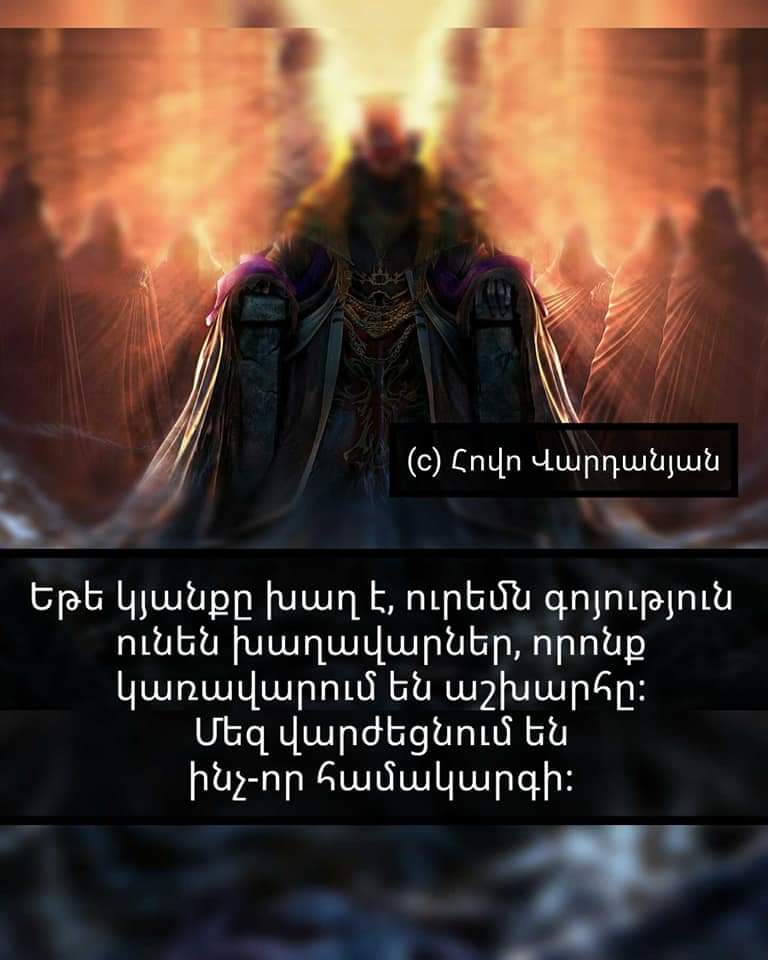 (c) Հովո Վարդանյան
Եթե կյանքը խաղ է, ուրեմն գոյություն
ունեն խաղավարներ, որոնք
կառավարում են աշխարհը:
Մեզ վարժեցնում են
ինչ-որ համակարգի: